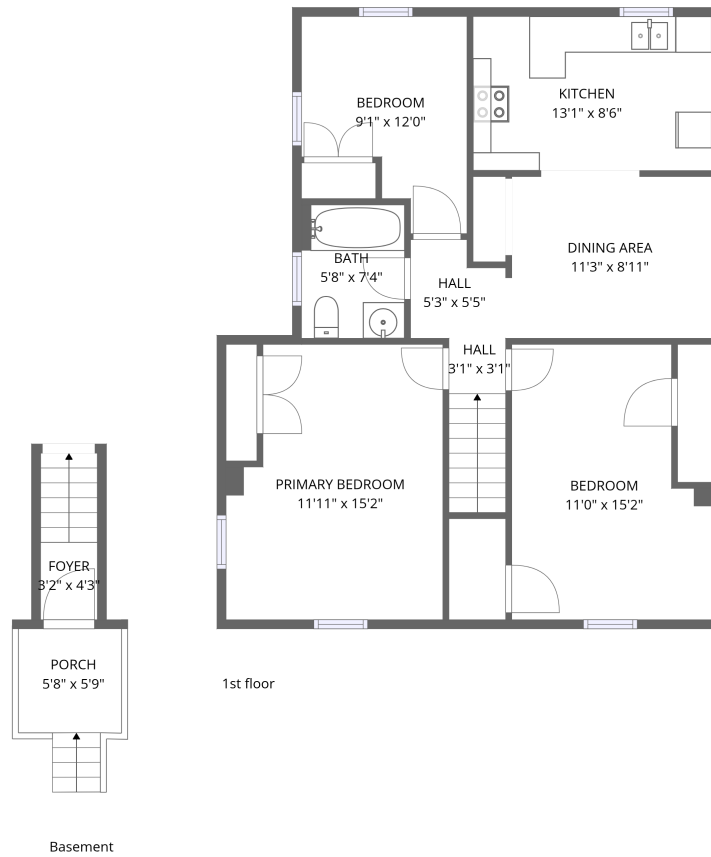 BEDROOM
9'1" x 12'0"
KITCHEN
13'1" x 8'6"
BATH
5'8" x 7'4"
HALL
5'3" x 5'5"
DINING AREA
11'3" x 8'11"
HALL
3'1" x 3'1"
PRIMARY BEDROOM
11'11" x 15'2"
BEDROOM
11'0" x 15'2"
FOYER
3'2" x 4'3"
PORCH
5'8" x 5'9"
1st floor
Basement